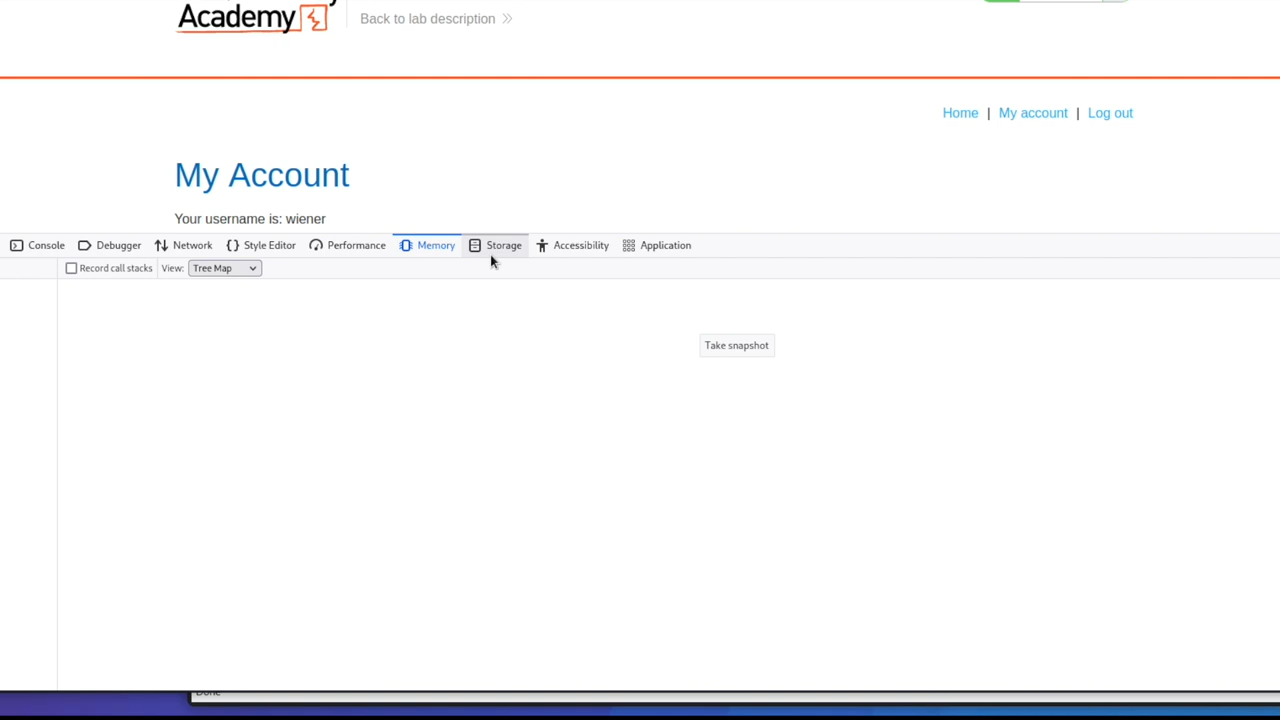 Academy
Back to lab description
Home | My account | Log out
My Account
Your username is: wiener
Console Debugger Network Style Editor Performance Memory Storage Accessibility Application
Record call stacks View: Tree Map
Take snapshot
Done